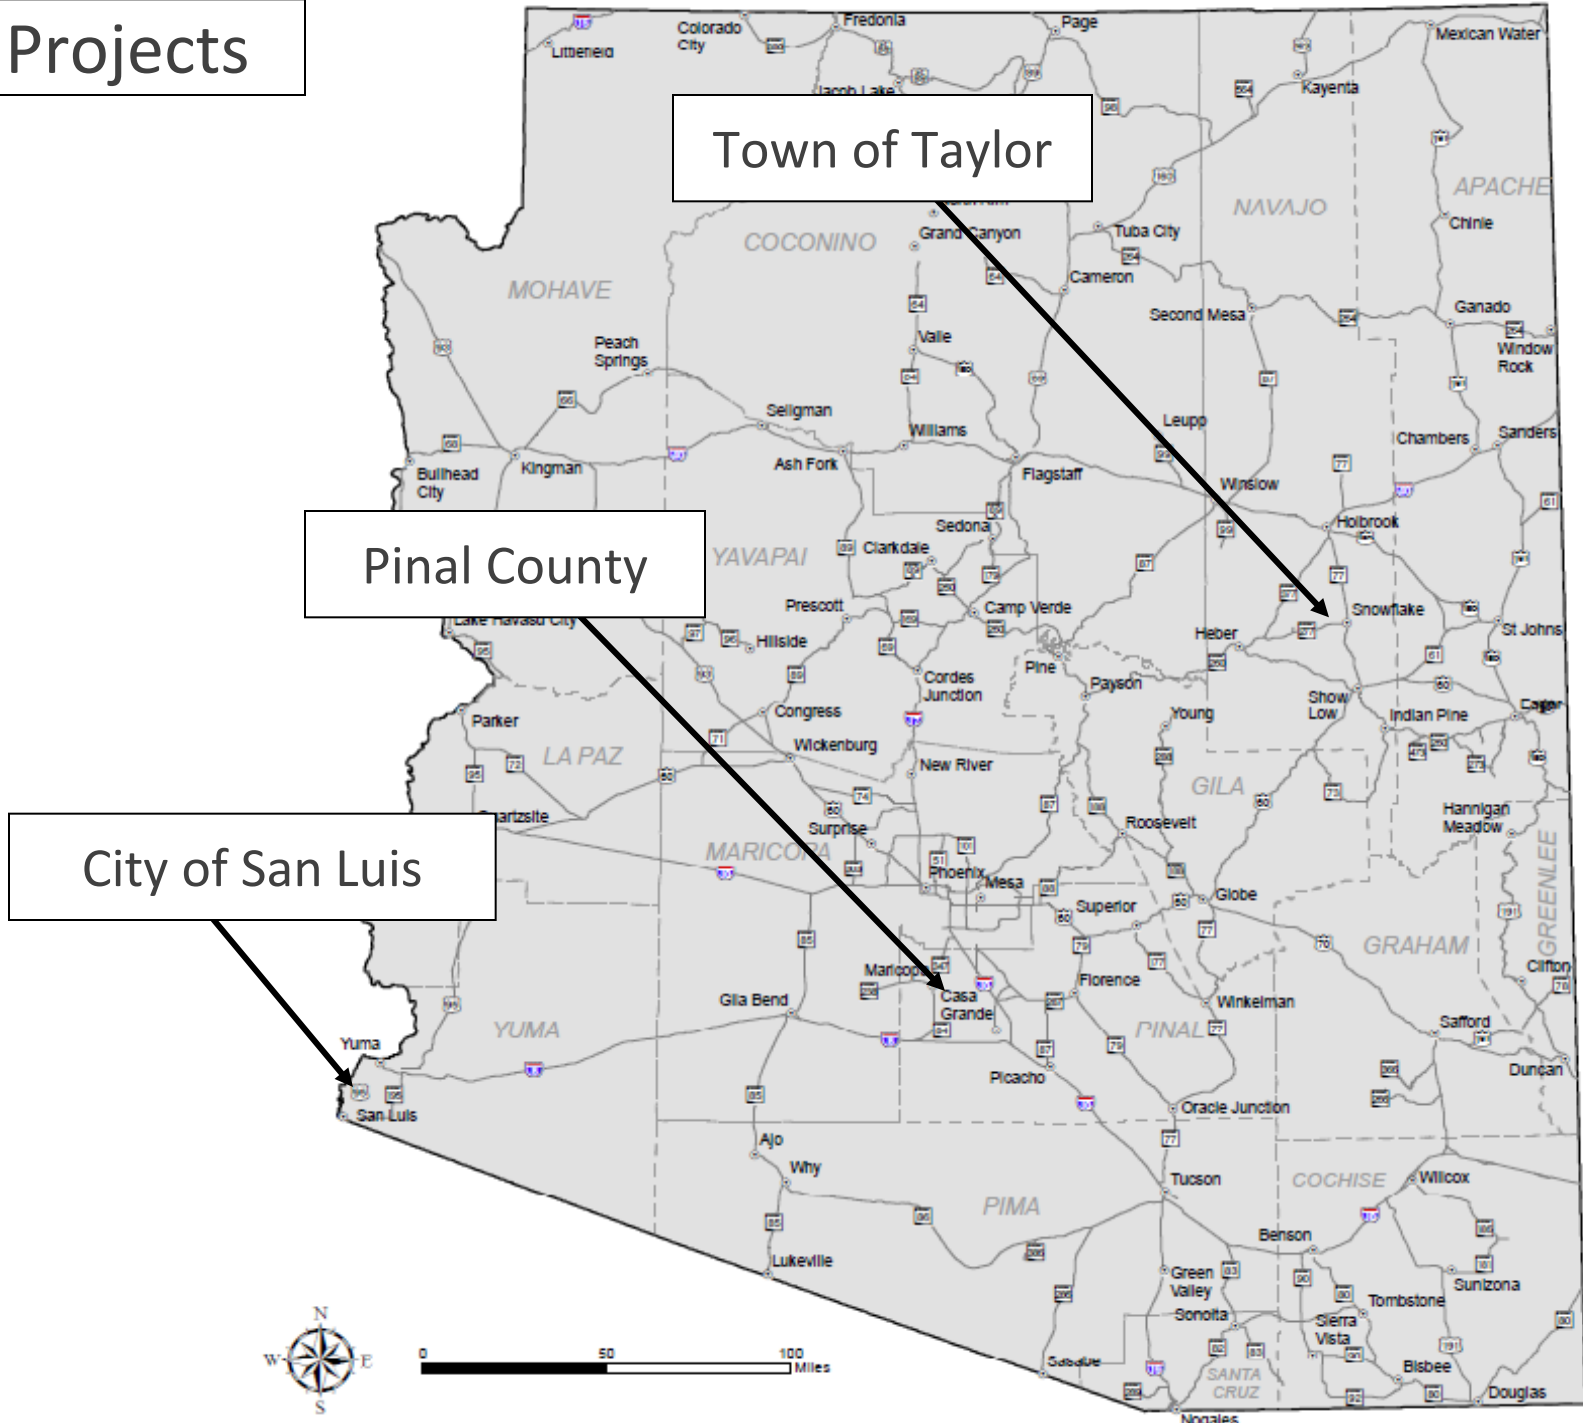 Projects
Littlefield
Colorado
City
Fredonia
Page
Mexican Water
Jacob Lake
Kayenta
Town of Taylor
APACHE
NAVAJO
Chinle
Grand Canyon
Tuba City
COCONINO
Cameron
MOHAVE
Second Mesa
Ganado
Valle
Peach
Springs
Window
Rock
Seligman
Leupp
Williams
Chambers
Sanders
Ash Fork
Kingman
Bullhead
City
Flagstaff
Winslow
Holbrook
Sedona
Pinal County
YAVAPAI
Clarkdale
Prescott
Camp Verde
Snowflake
Lake Havasu City
Hillside
Heber
St Johns
Pine
Cordes
Junction
Payson
Show
Low
Congress
Parker
Young
Indian Pine
LA PAZ
Wickenburg
New River
GILA
Hannigan
Meadow
Surprise
Roosevelt
MARICOPA
City of San Luis
Phoenix
Mesa
GREENLEE
Globe
Superior
GRAHAM
Maricopa
Clifton
Florence
Casa
Grande
Gila Bend
Winkelman
YUMA
PINAL
Safford
Yuma
Duncan
Picacho
San Luis
Oracle Junction
Ajo
Why
Tucson
COCHISE
Willcox
PIMA
Benson
Lukeville
Green
Valley
Sunizona
Tombstone
Sonoita
Sierra
Vista
N
W
E
S
0
50
100
Miles
Sasabe
SANTA
CRUZ
Bisbee
Douglas
Nogales